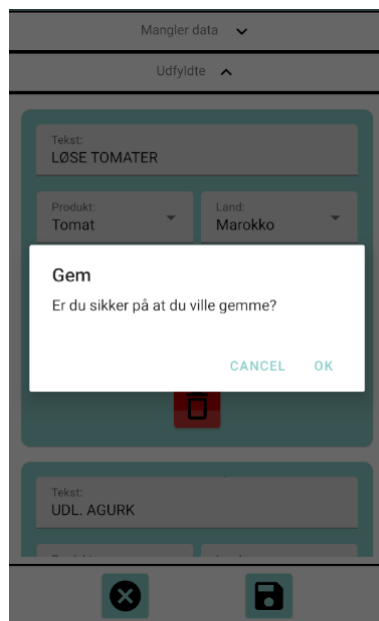 Mangler data
Udfyldte
Tekst:
LØSE TOMATER
Produkt: Land:
Tomat Marokko
Gem
Er du sikker på at du ville gemme?
CANCEL OK
Tekst:
UDL. AGURK